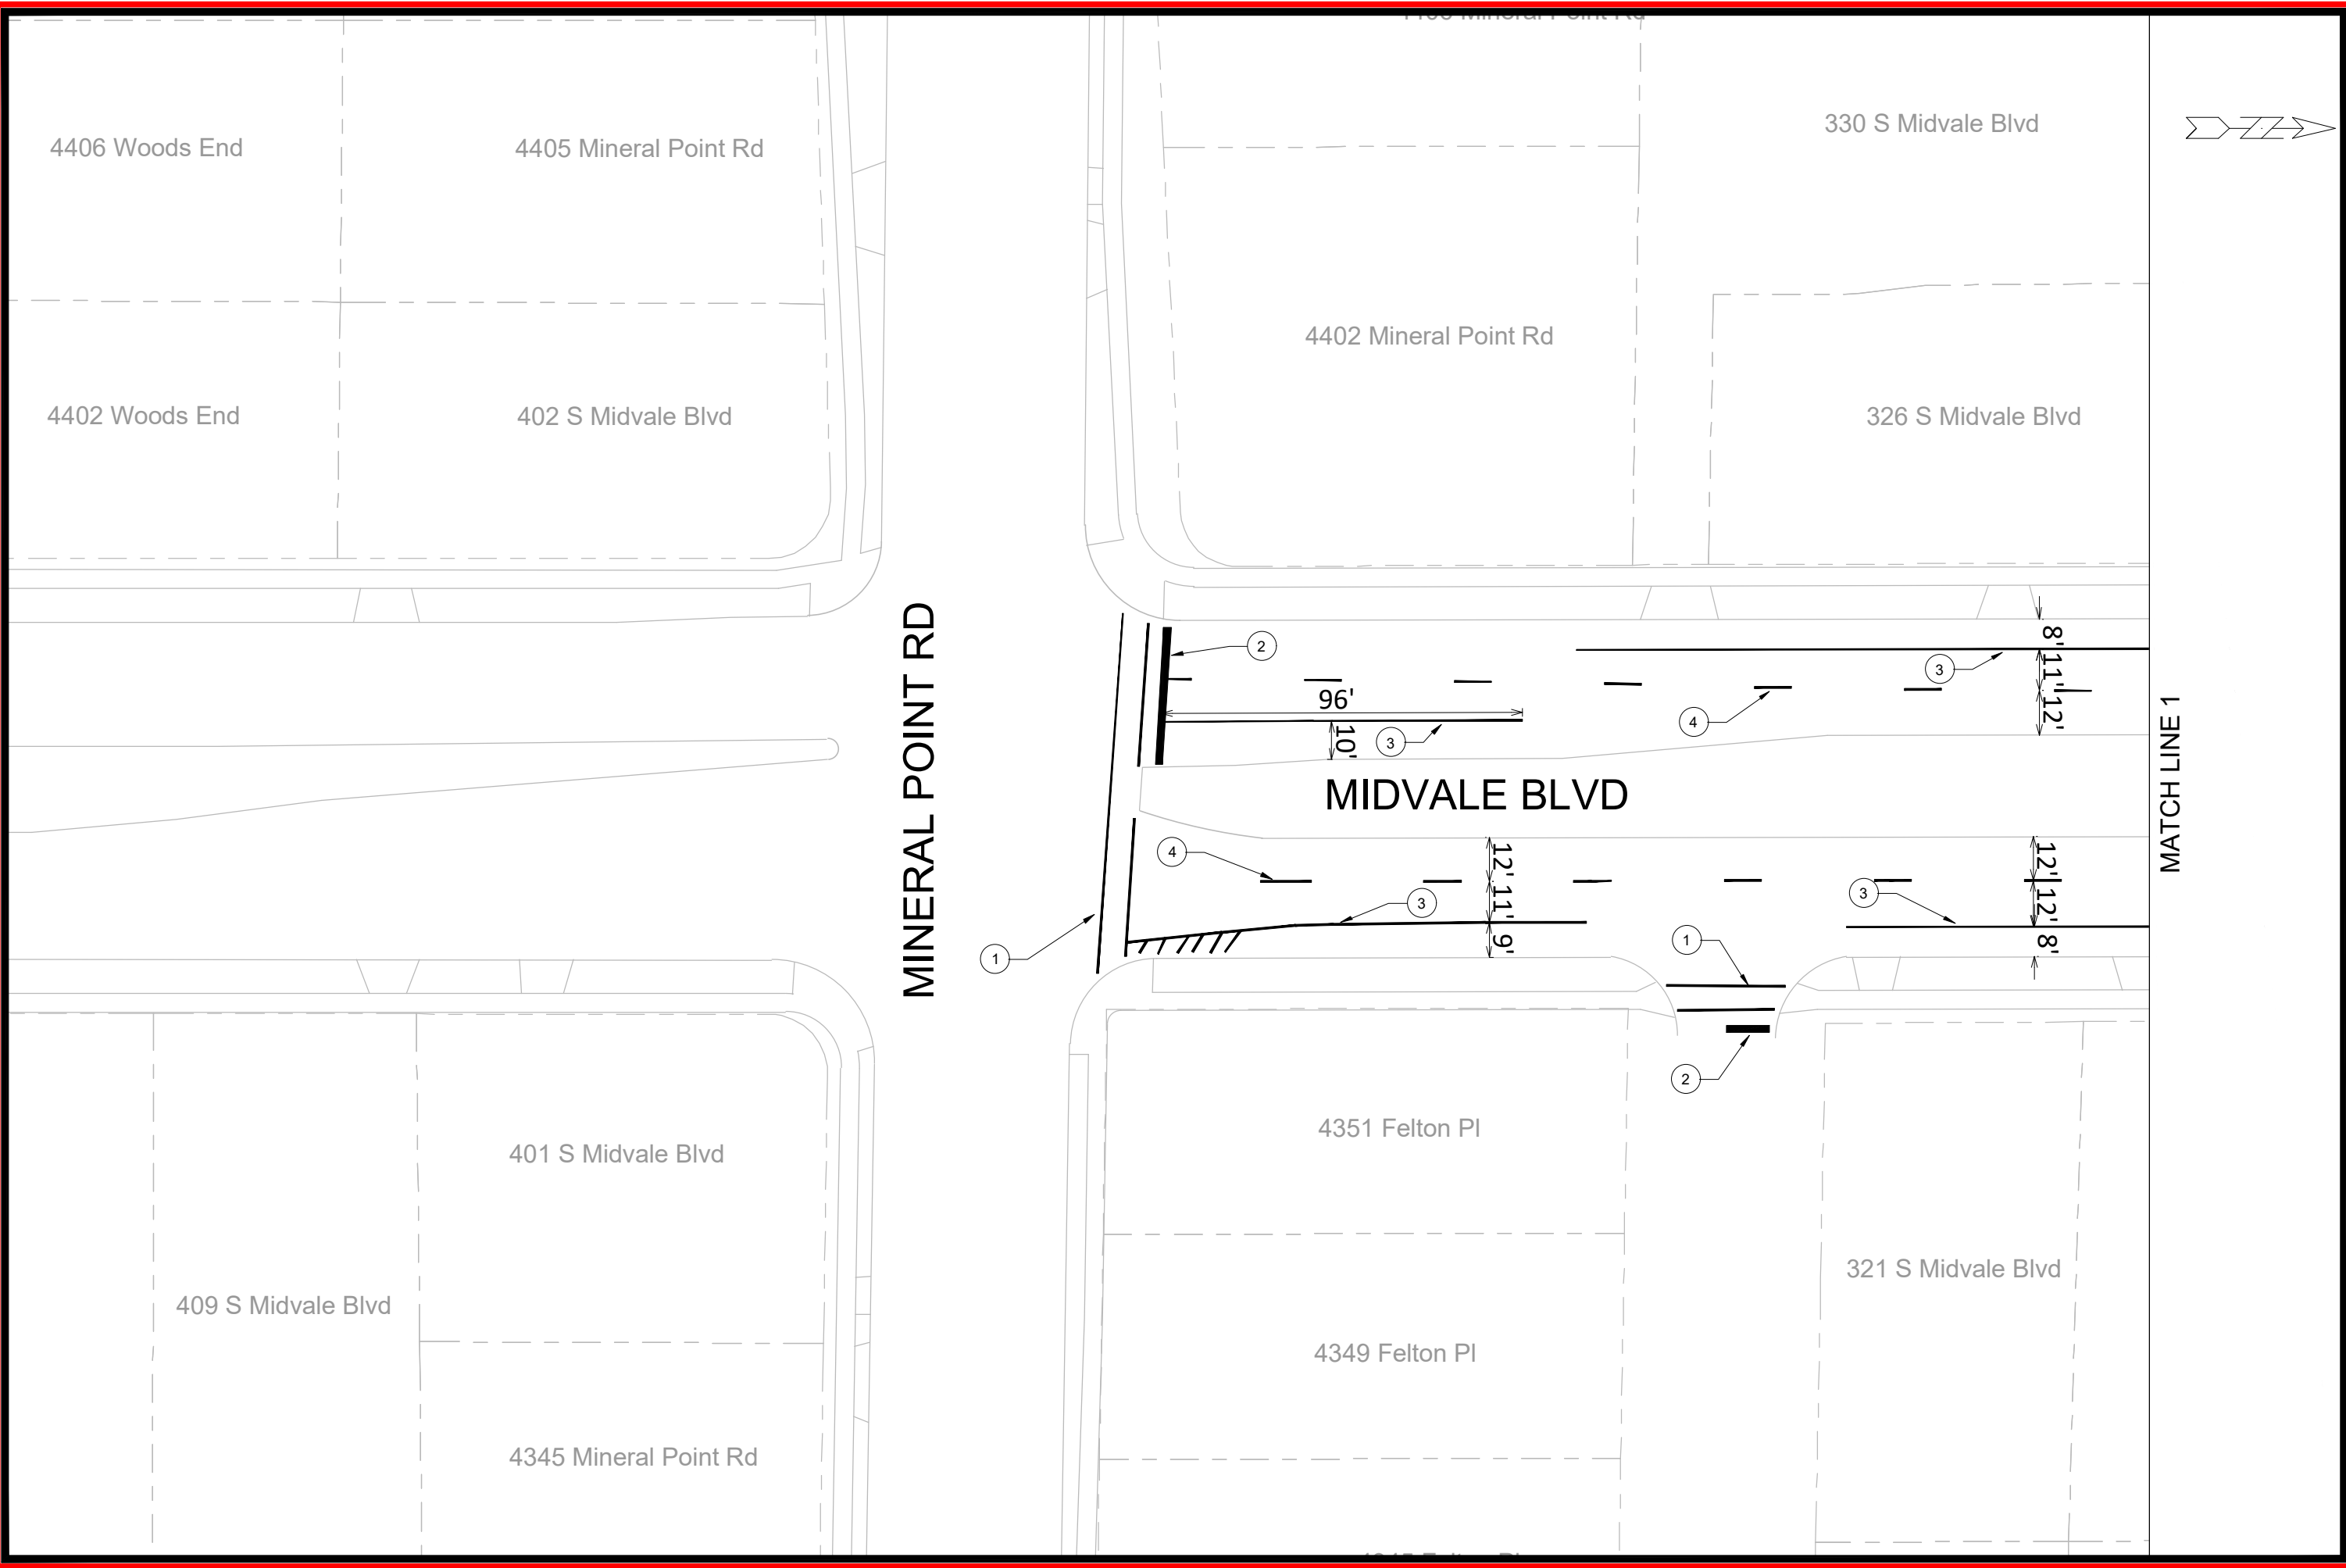 4406 Woods End
4405 Mineral Point Rd
330 S Midvale Blvd
Z
4402 Mineral Point Rd
4402 Woods End
402 S Midvale Blvd
326 S Midvale Blvd
MINERAL POINT RD
2
8'
3
11'
96'
4
12'
3
10'
MIDVALE BLVD
MATCH LINE 1
4
12'
12'
3
11'
3
12'
1
9'
1
8'
2
4351 Felton Pl
401 S Midvale Blvd
321 S Midvale Blvd
409 S Midvale Blvd
4349 Felton Pl
4345 Mineral Point Rd